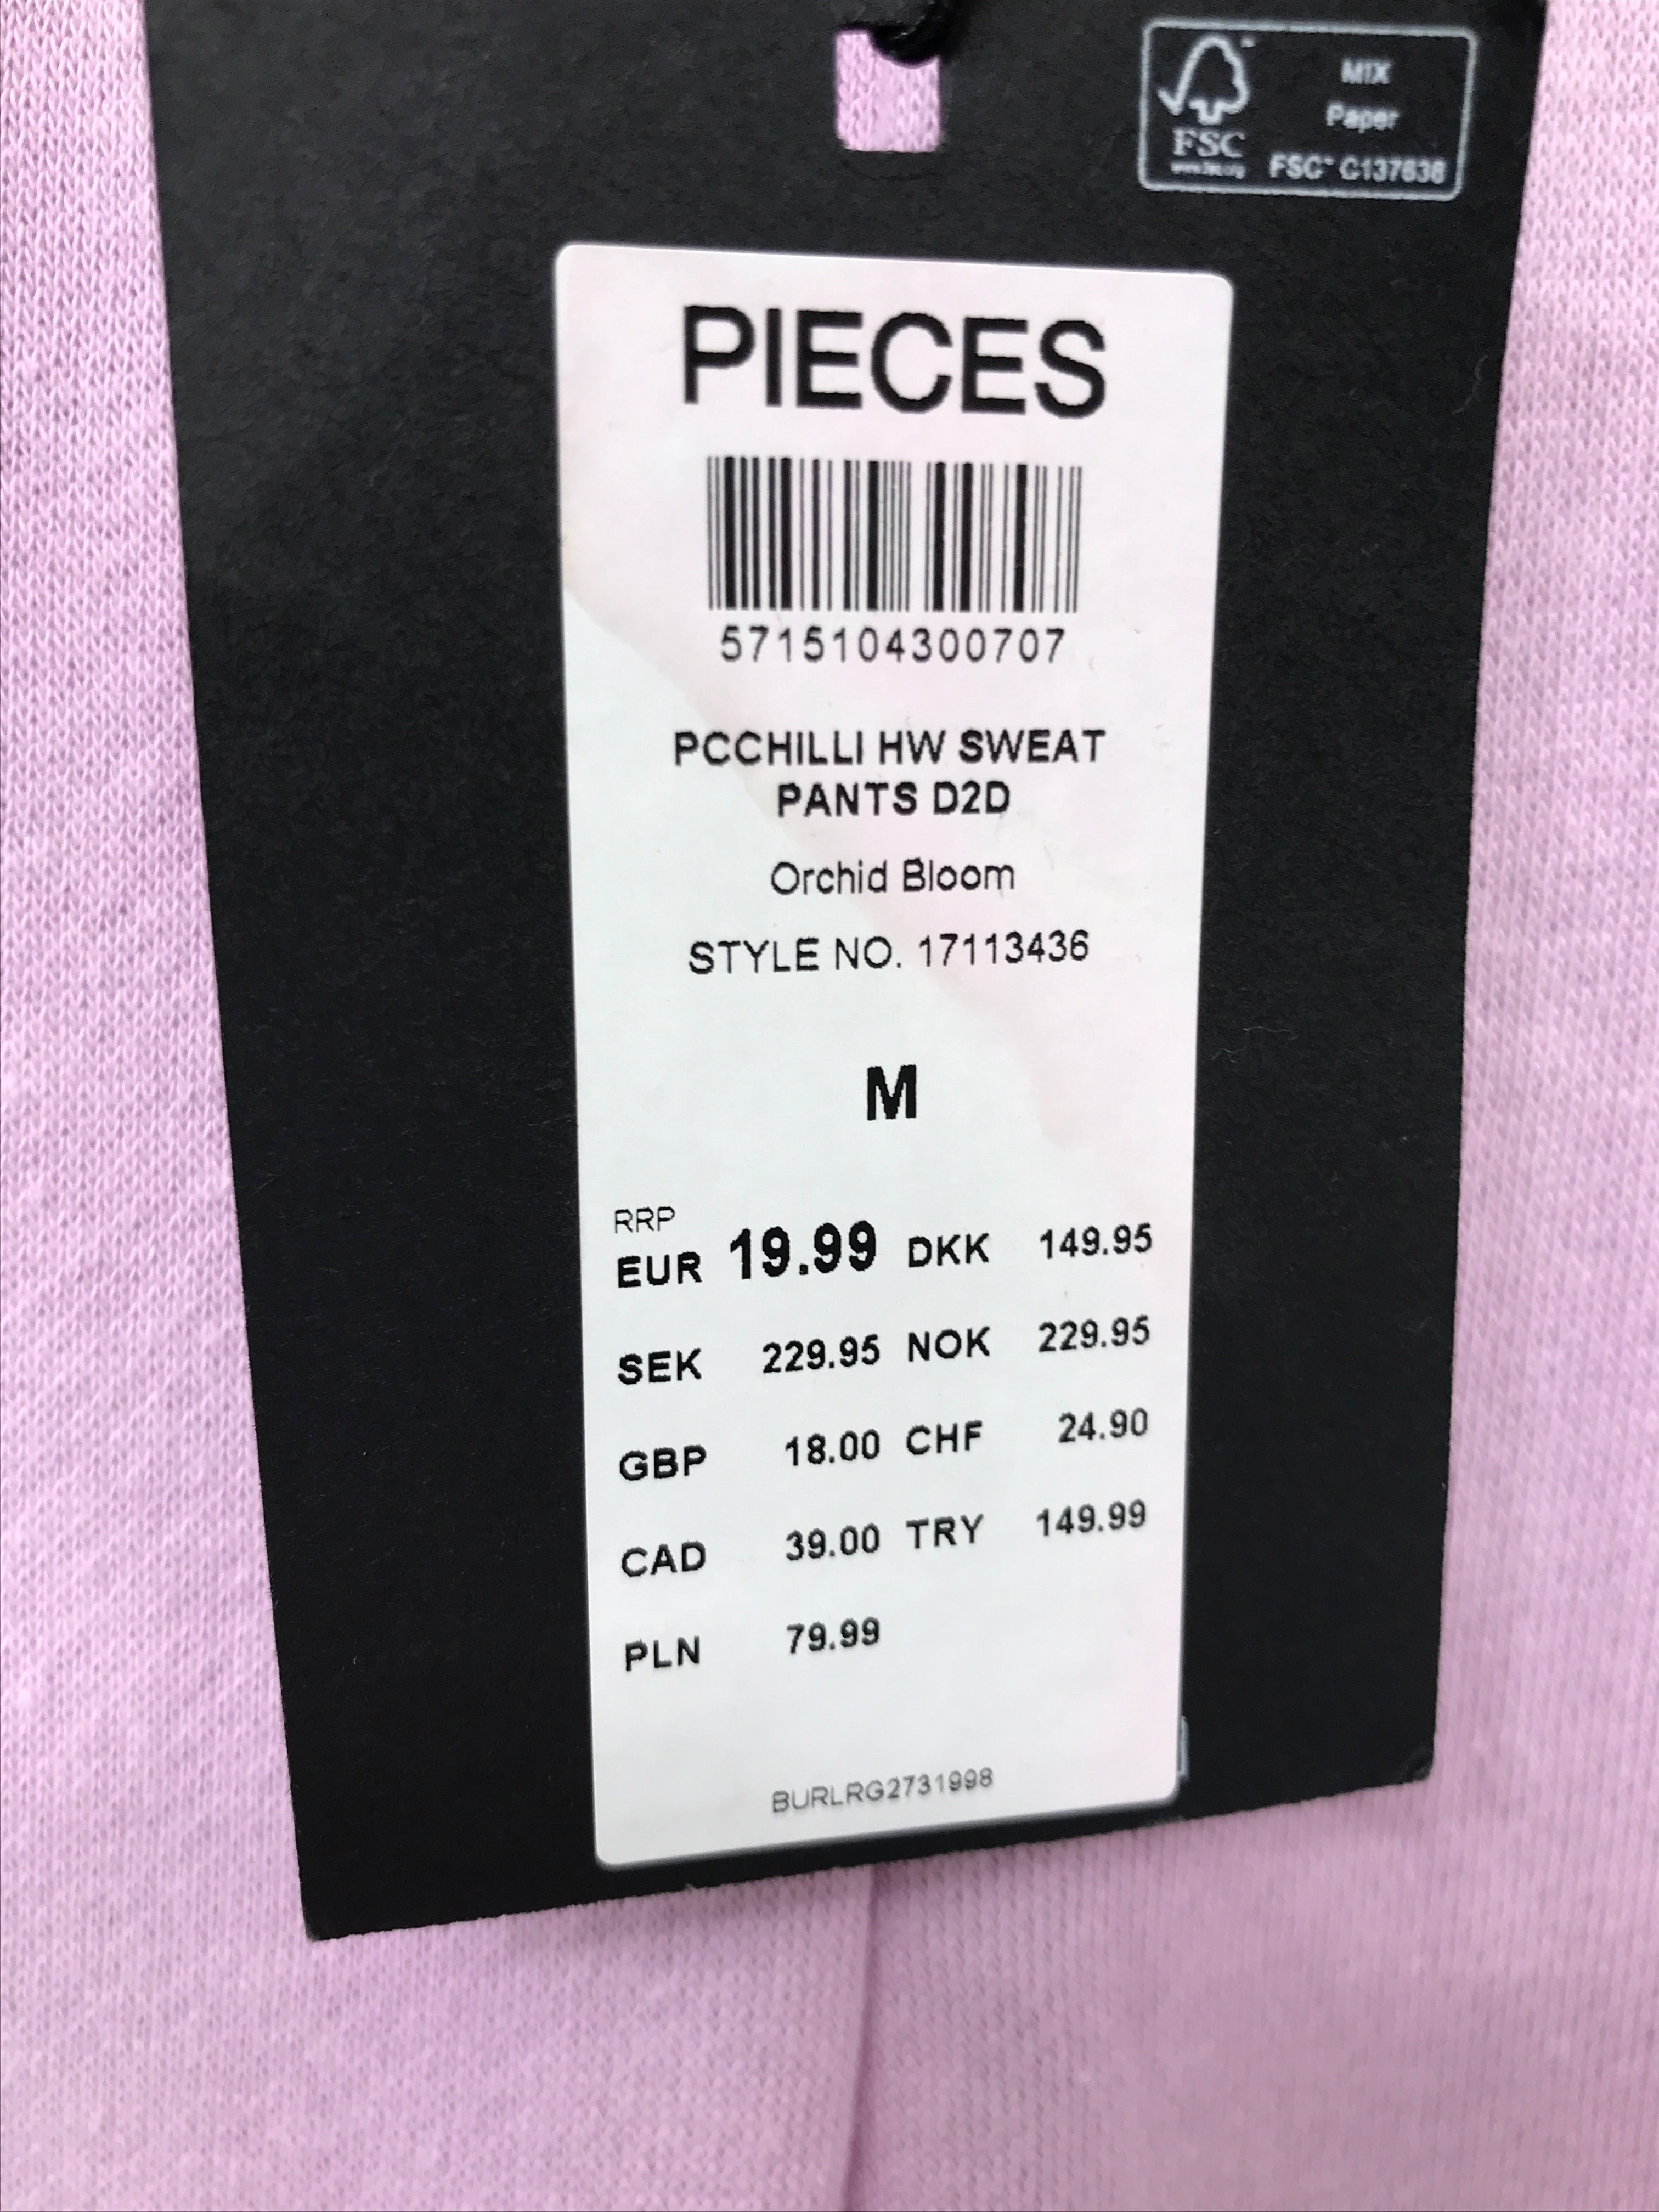 MIX
Paper
FSC
FSC™ C137638
PIECES
5715104300707
PCCHILLI HW SWEAT
PANTS D2D
Orchid Bloom
STYLE NO. 17113436
M
RRP
EUR 19.99 DKK 149.95
SEK 229.95 NOK 229.95
GBP 18.00 CHF 24.90
CAD 39.00 TRY 149.99
PLN 79.99
BURLRG2731998